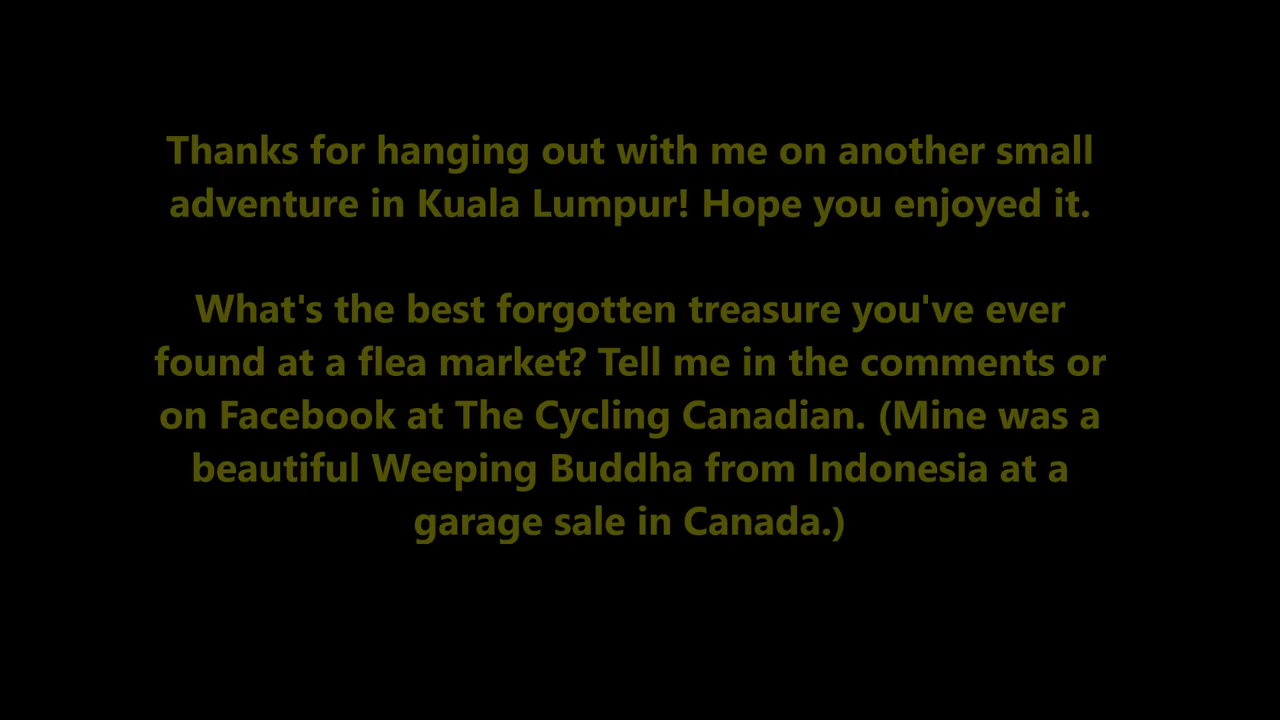 Thanks for hanging out with me on another small
adventure in Kuala Lumpur! Hope you enjoyed it.
What's the best forgotten treasure you've ever
found at a flea market? Tell me in the comments or
on Facebook at The Cycling Canadian. (Mine was a
beautiful Weeping Buddha from Indonesia at a
garage sale in Canada.)